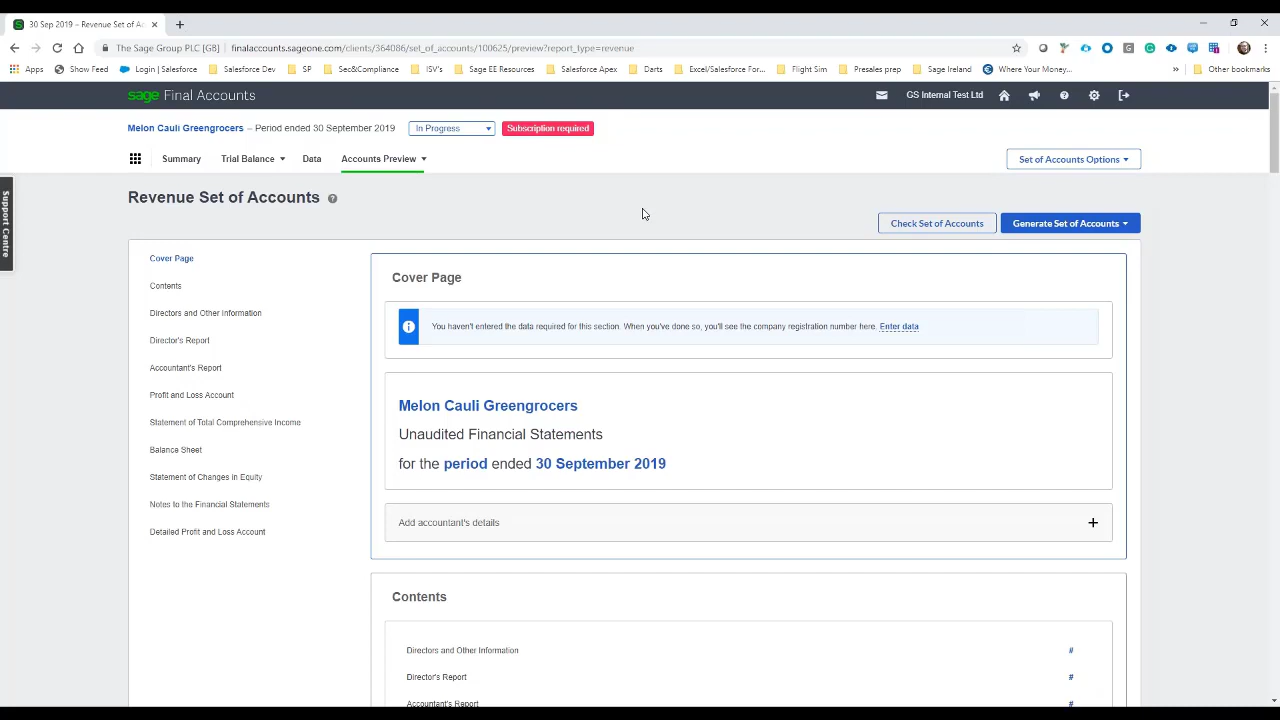 30 Sep 2019 – Revenue Set of Ac
The Sage Group PLC [GB] finalaccounts.sageone.com/clients/364086/set_of_accounts/100625/preview?report_type=revenue
Apps Show Feed Login | Salesforce Salesforce Dev SP Sec&Compliance ISV's Sage EE Resources Salesforce Apex Darts Excel/Salesforce For... Flight Sim Presales prep Sage Ireland Where Your Money... » Other bookmarks
sage Final Accounts GS Internal Test Ltd
Melon Cauli Greengrocers – Period ended 30 September 2019 In Progress Subscription required
Summary Trial Balance Data Accounts Preview Set of Accounts Options
Support Centre
Revenue Set of Accounts
Check Set of Accounts Generate Set of Accounts
Cover Page
Contents
Directors and Other Information
Director's Report
Accountant's Report
Profit and Loss Account
Statement of Total Comprehensive Income
Balance Sheet
Statement of Changes in Equity
Notes to the Financial Statements
Detailed Profit and Loss Account
Cover Page
You haven't entered the data required for this section. When you've done so, you'll see the company registration number here. Enter data
Melon Cauli Greengrocers
Unaudited Financial Statements
for the period ended 30 September 2019
Add accountant's details +
Contents
Directors and Other Information #
Director's Report #
Accountant's Report #